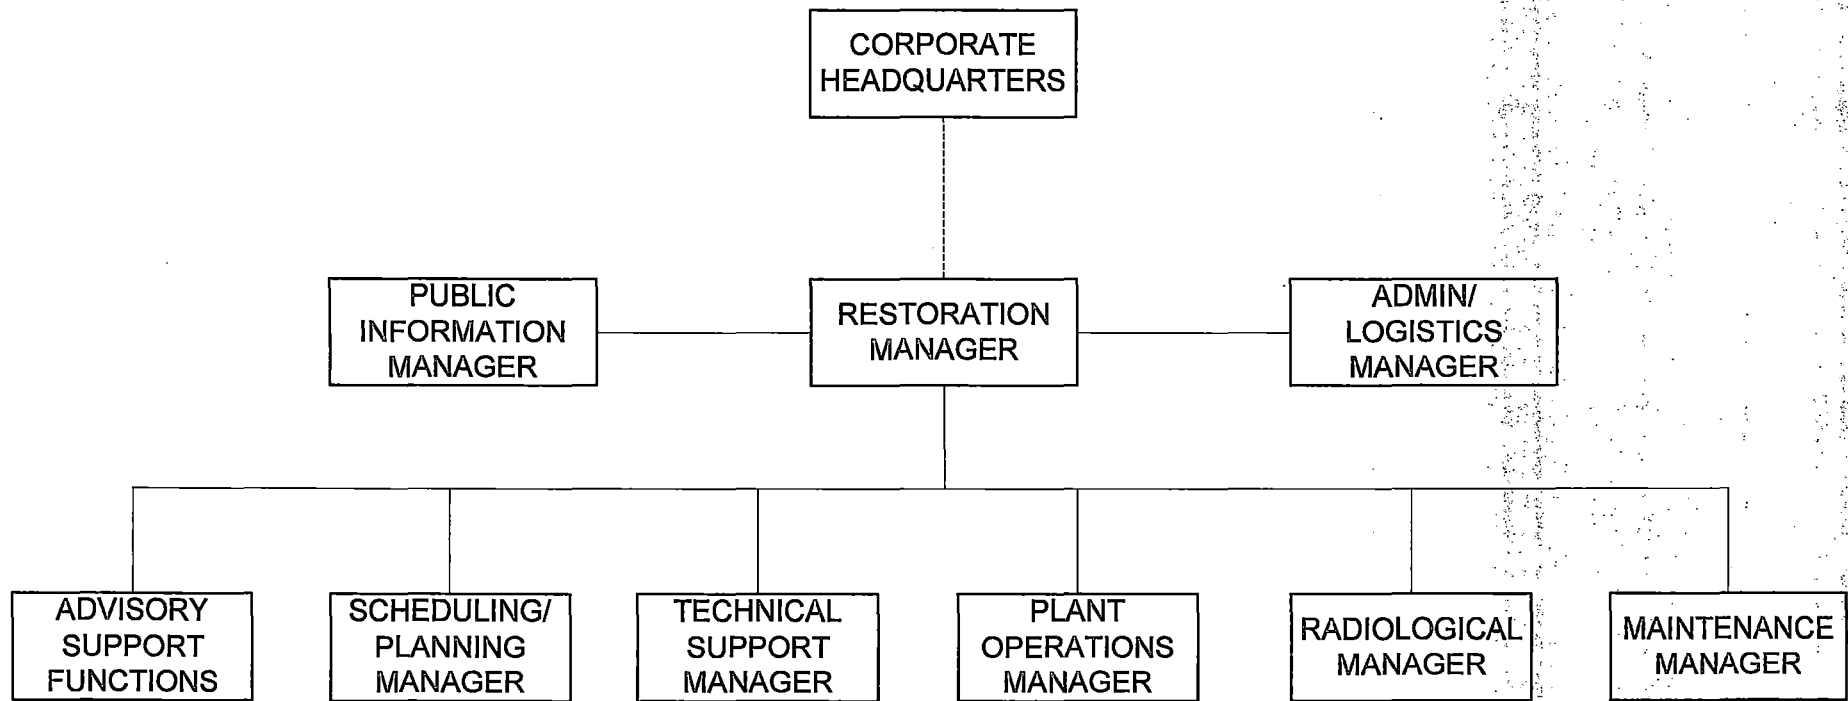 CORPORATE
HEADQUARTERS
PUBLIC
INFORMATION
MANAGER
RESTORATION
MANAGER
ADMIN/
LOGISTICS
MANAGER
ADVISORY
SUPPORT
FUNCTIONS
SCHEDULING/
PLANNING
MANAGER
TECHNICAL
SUPPORT
MANAGER
PLANT
OPERATIONS
MANAGER
RADIOLOGICAL
MANAGER
MAINTENANCE
MANAGER